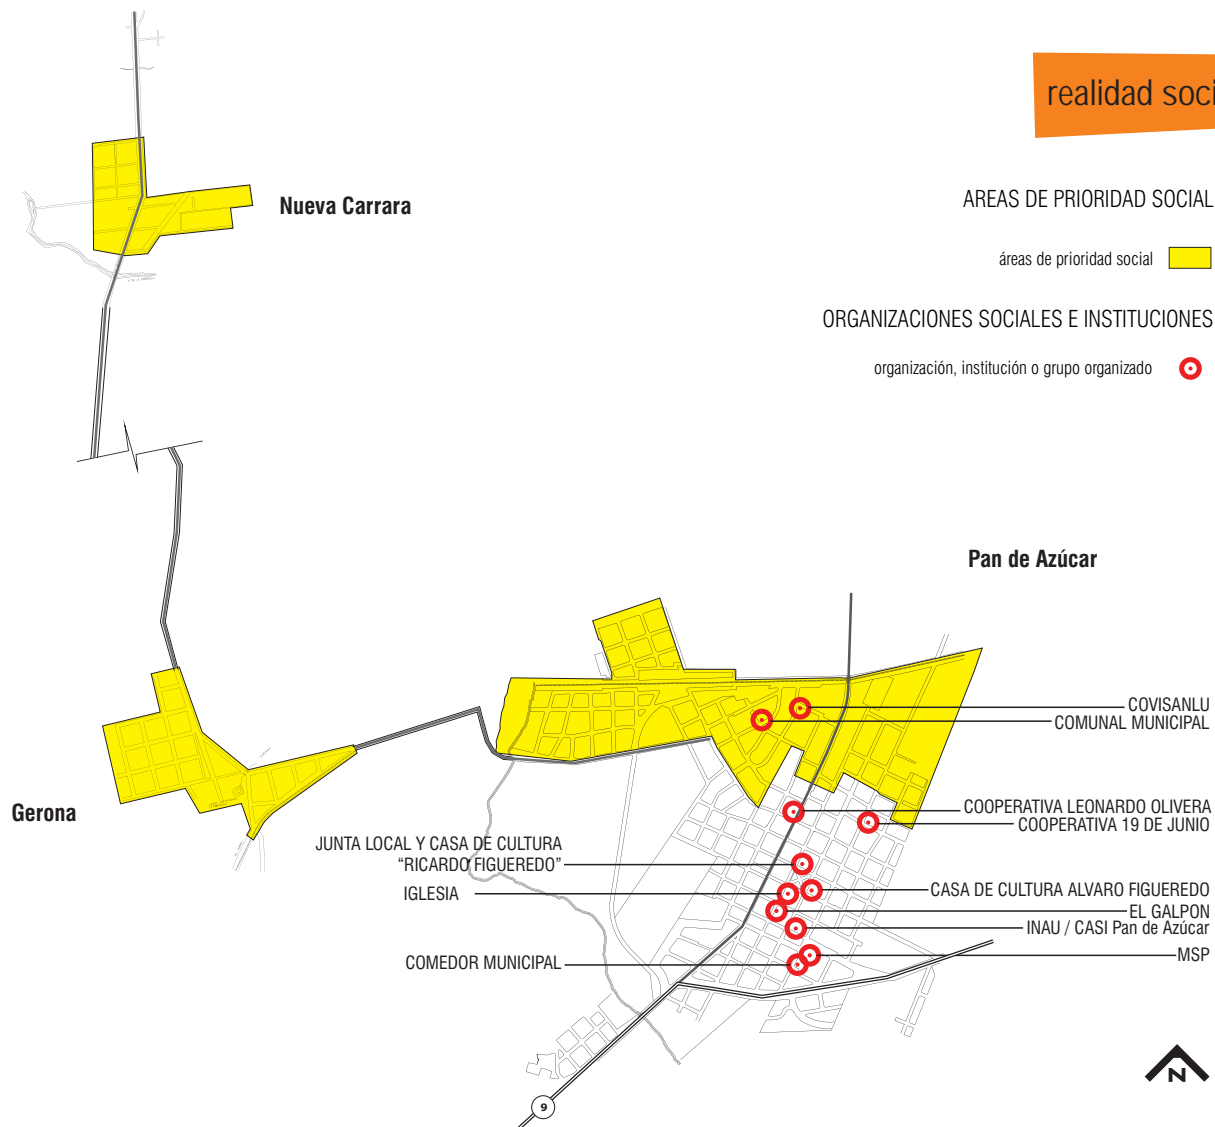 realidad soci
Nueva Carrara
AREAS DE PRIORIDAD SOCIAL
áreas de prioridad social
ORGANIZACIONES SOCIALES E INSTITUCIONES
organización, institución o grupo organizado
Pan de Azúcar
COVISANLU
COMUNAL MUNICIPAL
Gerona
COOPERATIVA LEONARDO OLIVERA
COOPERATIVA 19 DE JUNIO
JUNTA LOCAL Y CASA DE CULTURA
“RICARDO FIGUEREDO”
IGLESIA
CASA DE CULTURA ALVARO FIGUEREDO
EL GALPON
INAU / CASI Pan de Azúcar
MSP
COMEDOR MUNICIPAL
N
9